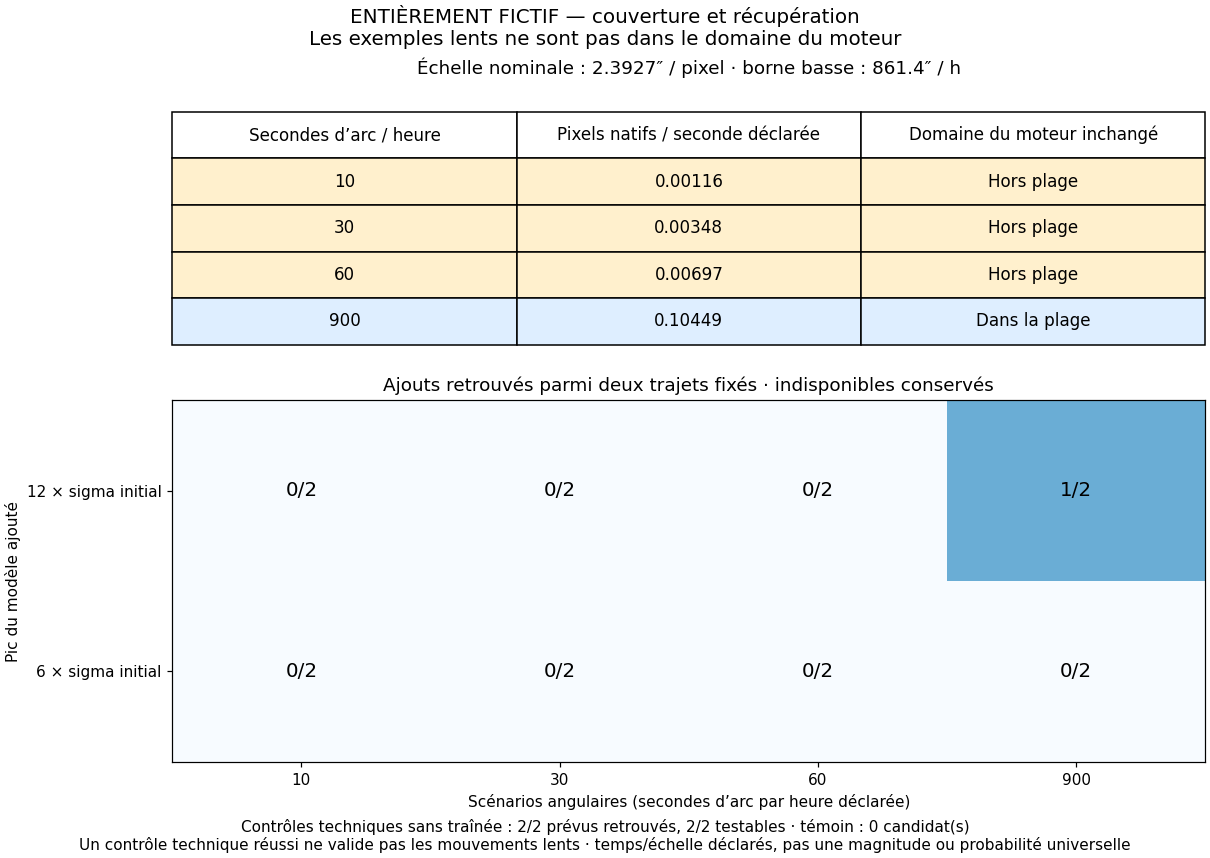 ENTIÈREMENT FICTIF — couverture et récupération
Les exemples lents ne sont pas dans le domaine du moteur
Échelle nominale : 2.3927″ / pixel · borne basse : 861.4″ / h
Secondes d’arc / heure Pixels natifs / seconde déclarée Domaine du moteur inchangé
10 0.00116 Hors plage
30 0.00348 Hors plage
60 0.00697 Hors plage
900 0.10449 Dans la plage
Ajouts retrouvés parmi deux trajets fixés · indisponibles conservés
Pic du modèle ajouté
12 × sigma initial 0/2 0/2 0/2 1/2
6 × sigma initial 0/2 0/2 0/2 0/2
10 30 60 900
Scénarios angulaires (secondes d’arc par heure déclarée)
Contrôles techniques sans traînée : 2/2 prévus retrouvés, 2/2 testables · témoin : 0 candidat(s)
Un contrôle technique réussi ne valide pas les mouvements lents · temps/échelle déclarés, pas une magnitude ou probabilité universelle